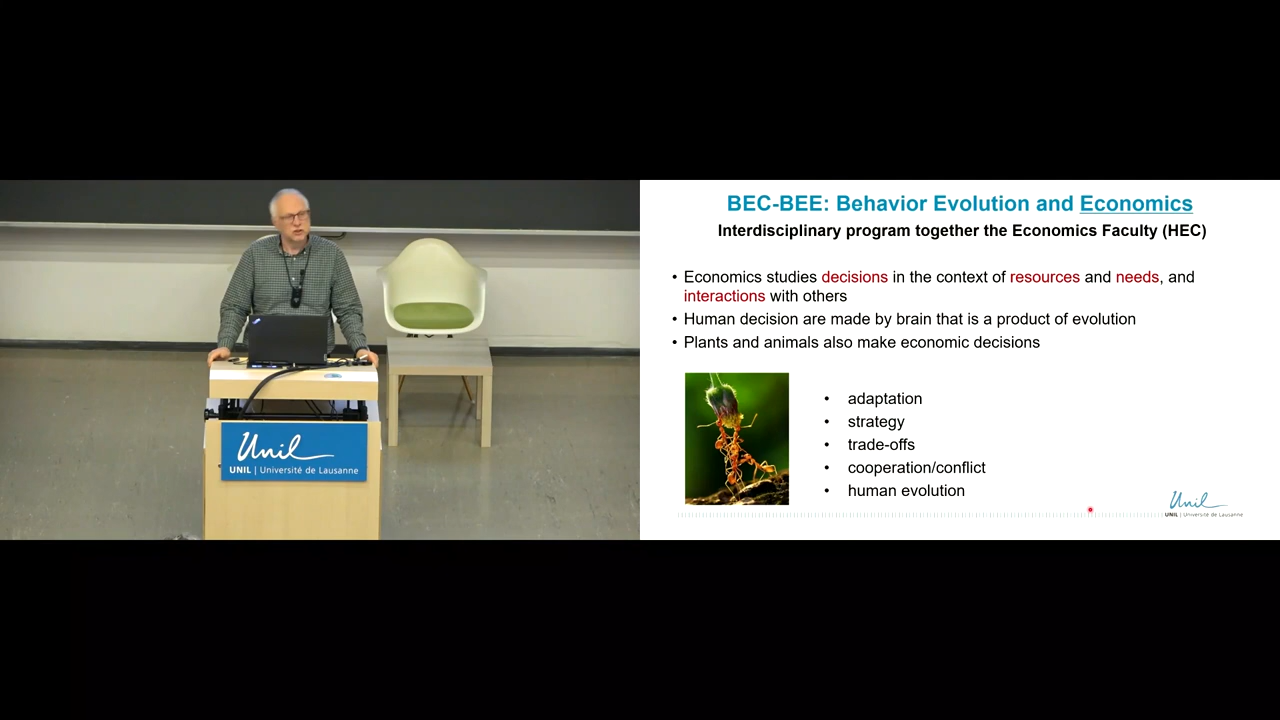 BEC-BEE: Behavior Evolution and Economics
Interdisciplinary program together the Economics Faculty (HEC)
• Economics studies decisions in the context of resources and needs, and
interactions with others
• Human decision are made by brain that is a product of evolution
• Plants and animals also make economic decisions
• adaptation
• strategy
• trade-offs
• cooperation/conflict
• human evolution
Unil
UNIL | Université de Lausanne
Unil
UNIL | Université de Lausanne